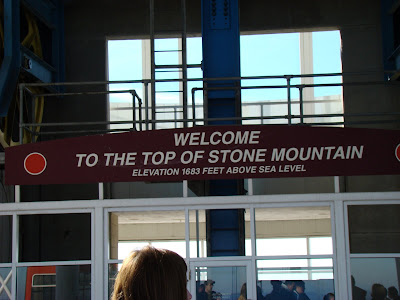 WELCOME
TO THE TOP OF STONE MOUNTAIN
ELEVATION 1683 FEET ABOVE SEA LEVEL